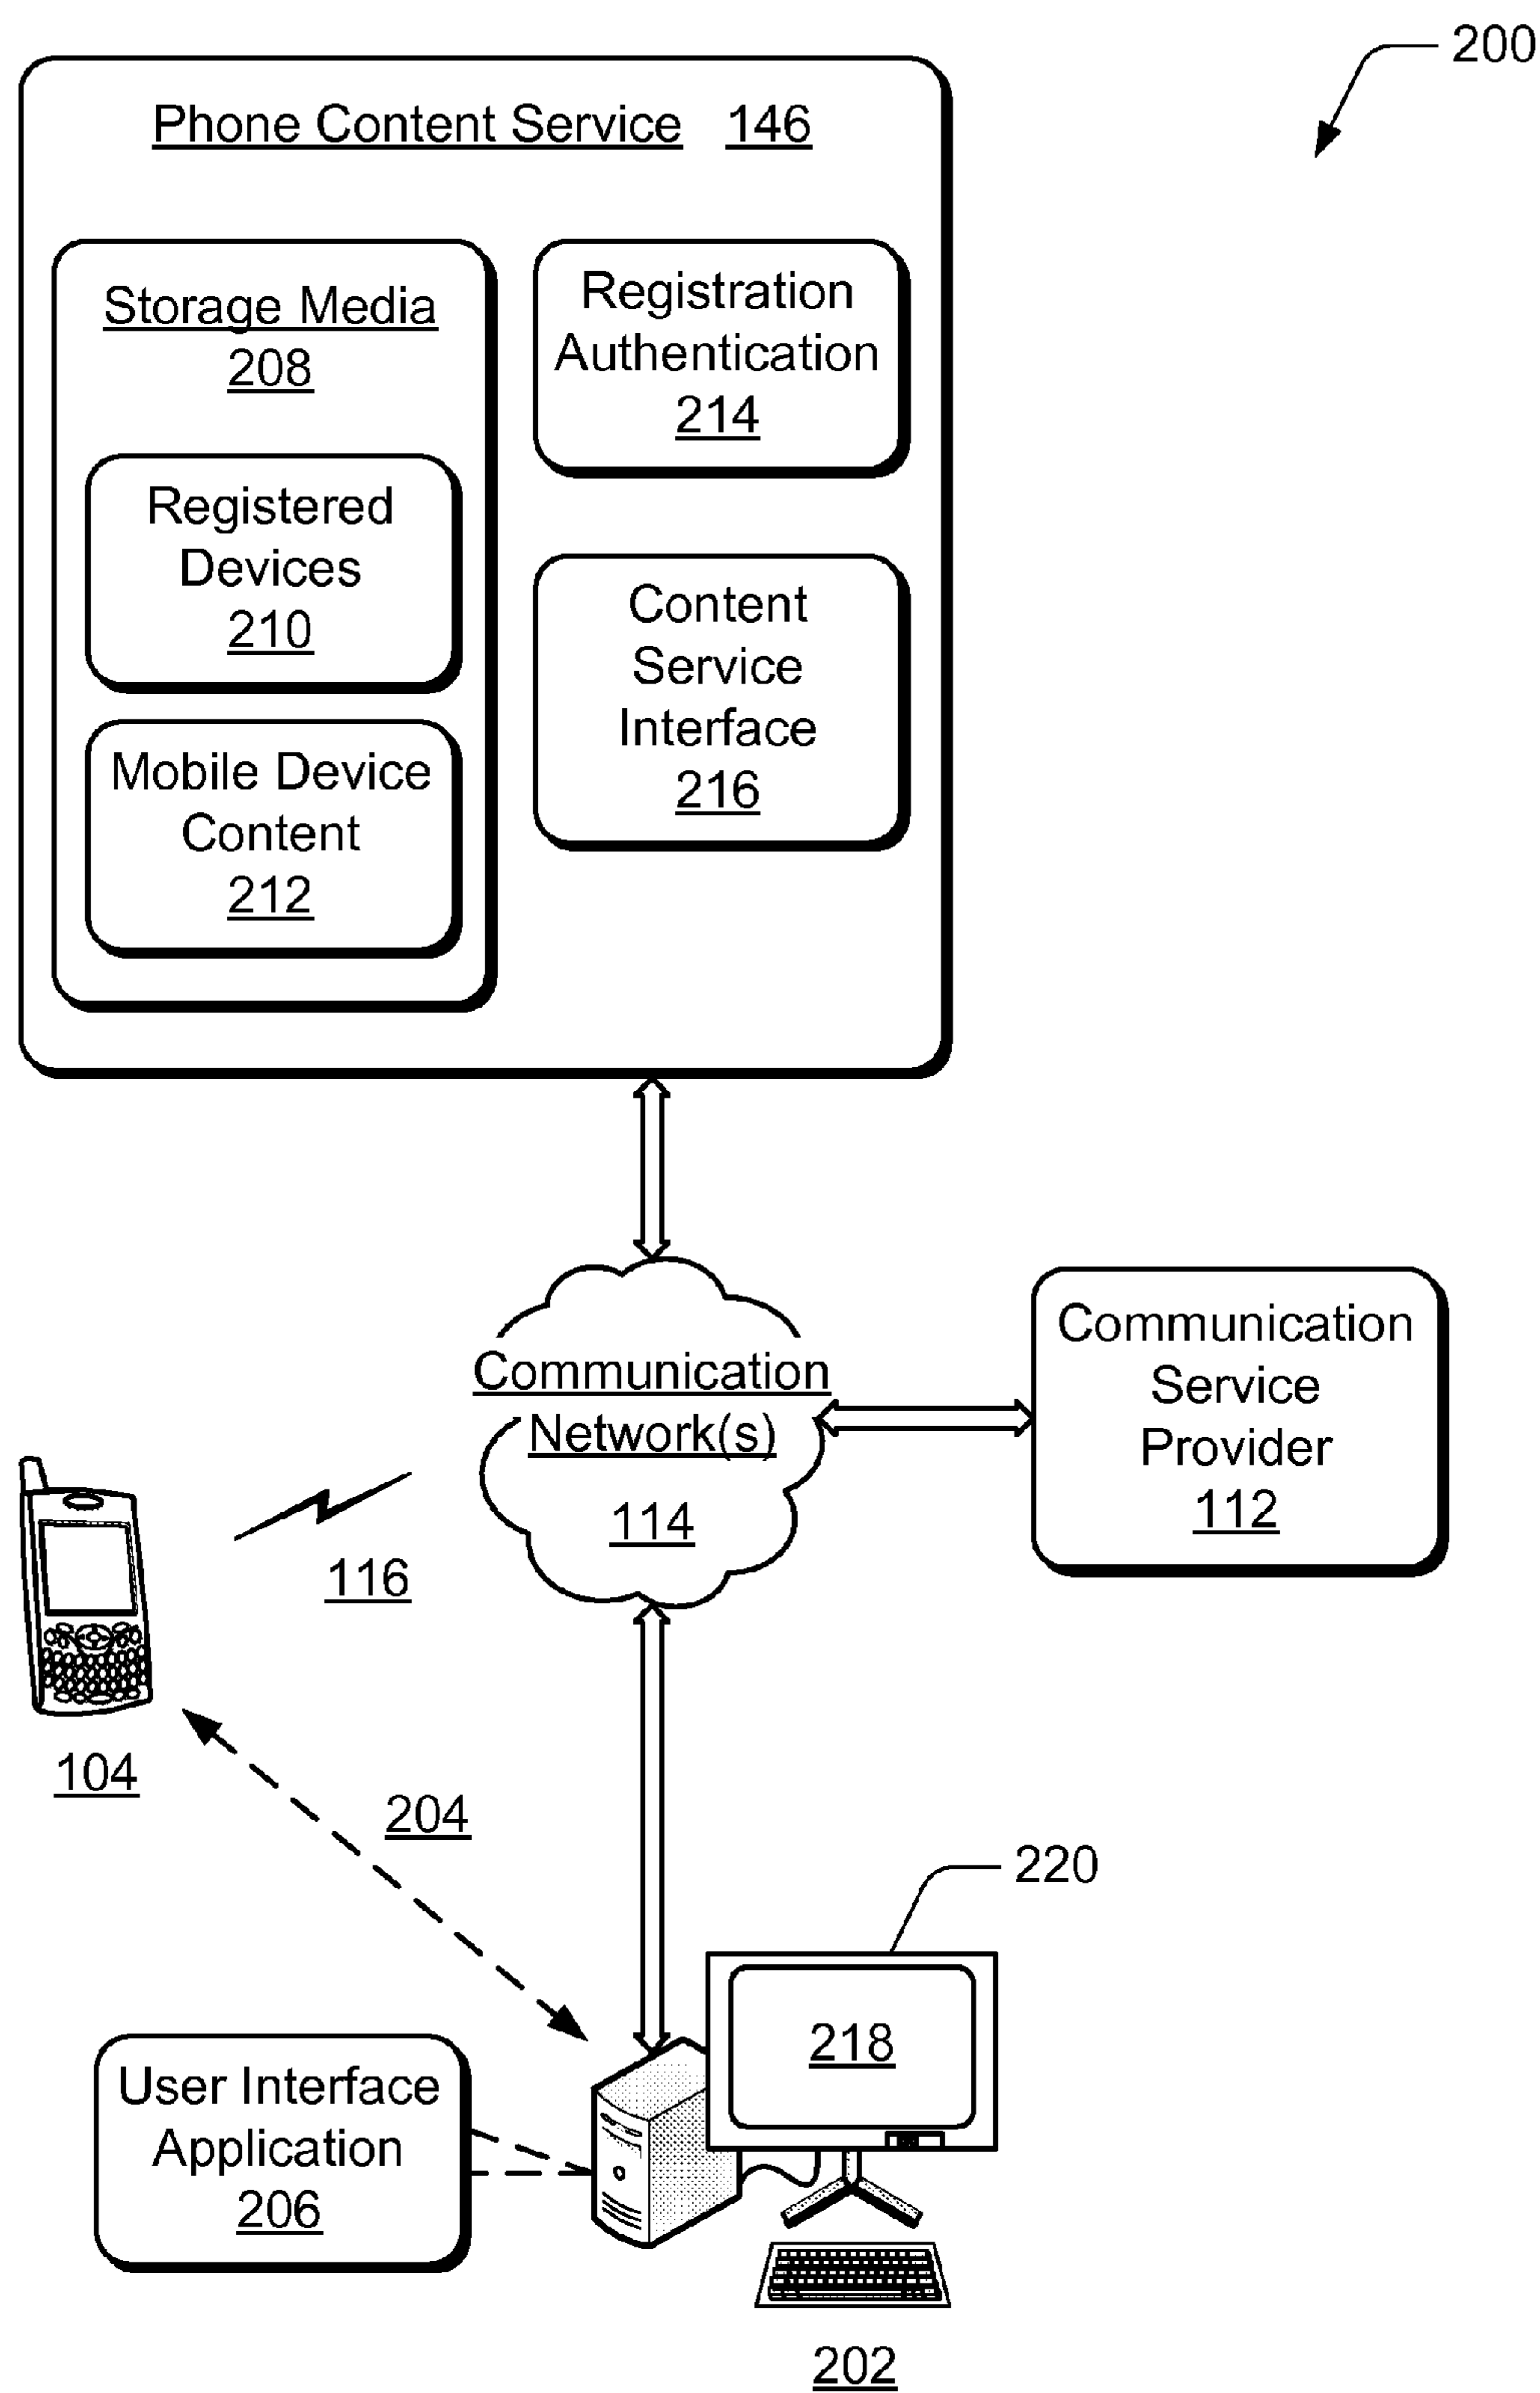 200
Phone Content Service 146
Storage Media
208
Registered
Devices
210
Mobile Device
Content
212
Registration
Authentication
214
Content
Service
Interface
216
Communication
Network(s)
114
Communication
Service
Provider
112
116
104
204
220
218
User Interface
Application
206
202